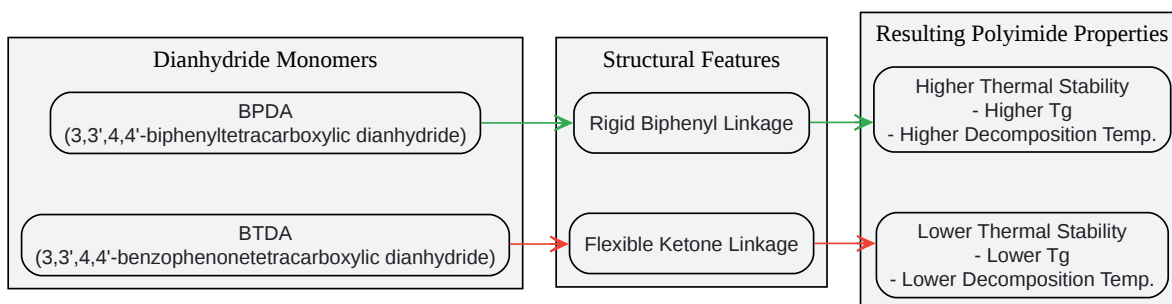 Dianhydride Monomers
BPDA
(3,3',4,4'-biphenyltetracarboxylic dianhydride)
BTDA
(3,3',4,4'-benzophenonetetracarboxylic dianhydride)
Structural Features
Rigid Biphenyl Linkage
Flexible Ketone Linkage
Resulting Polyimide Properties
Higher Thermal Stability
- Higher Tg
- Higher Decomposition Temp.
Lower Thermal Stability
- Lower Tg
- Lower Decomposition Temp.